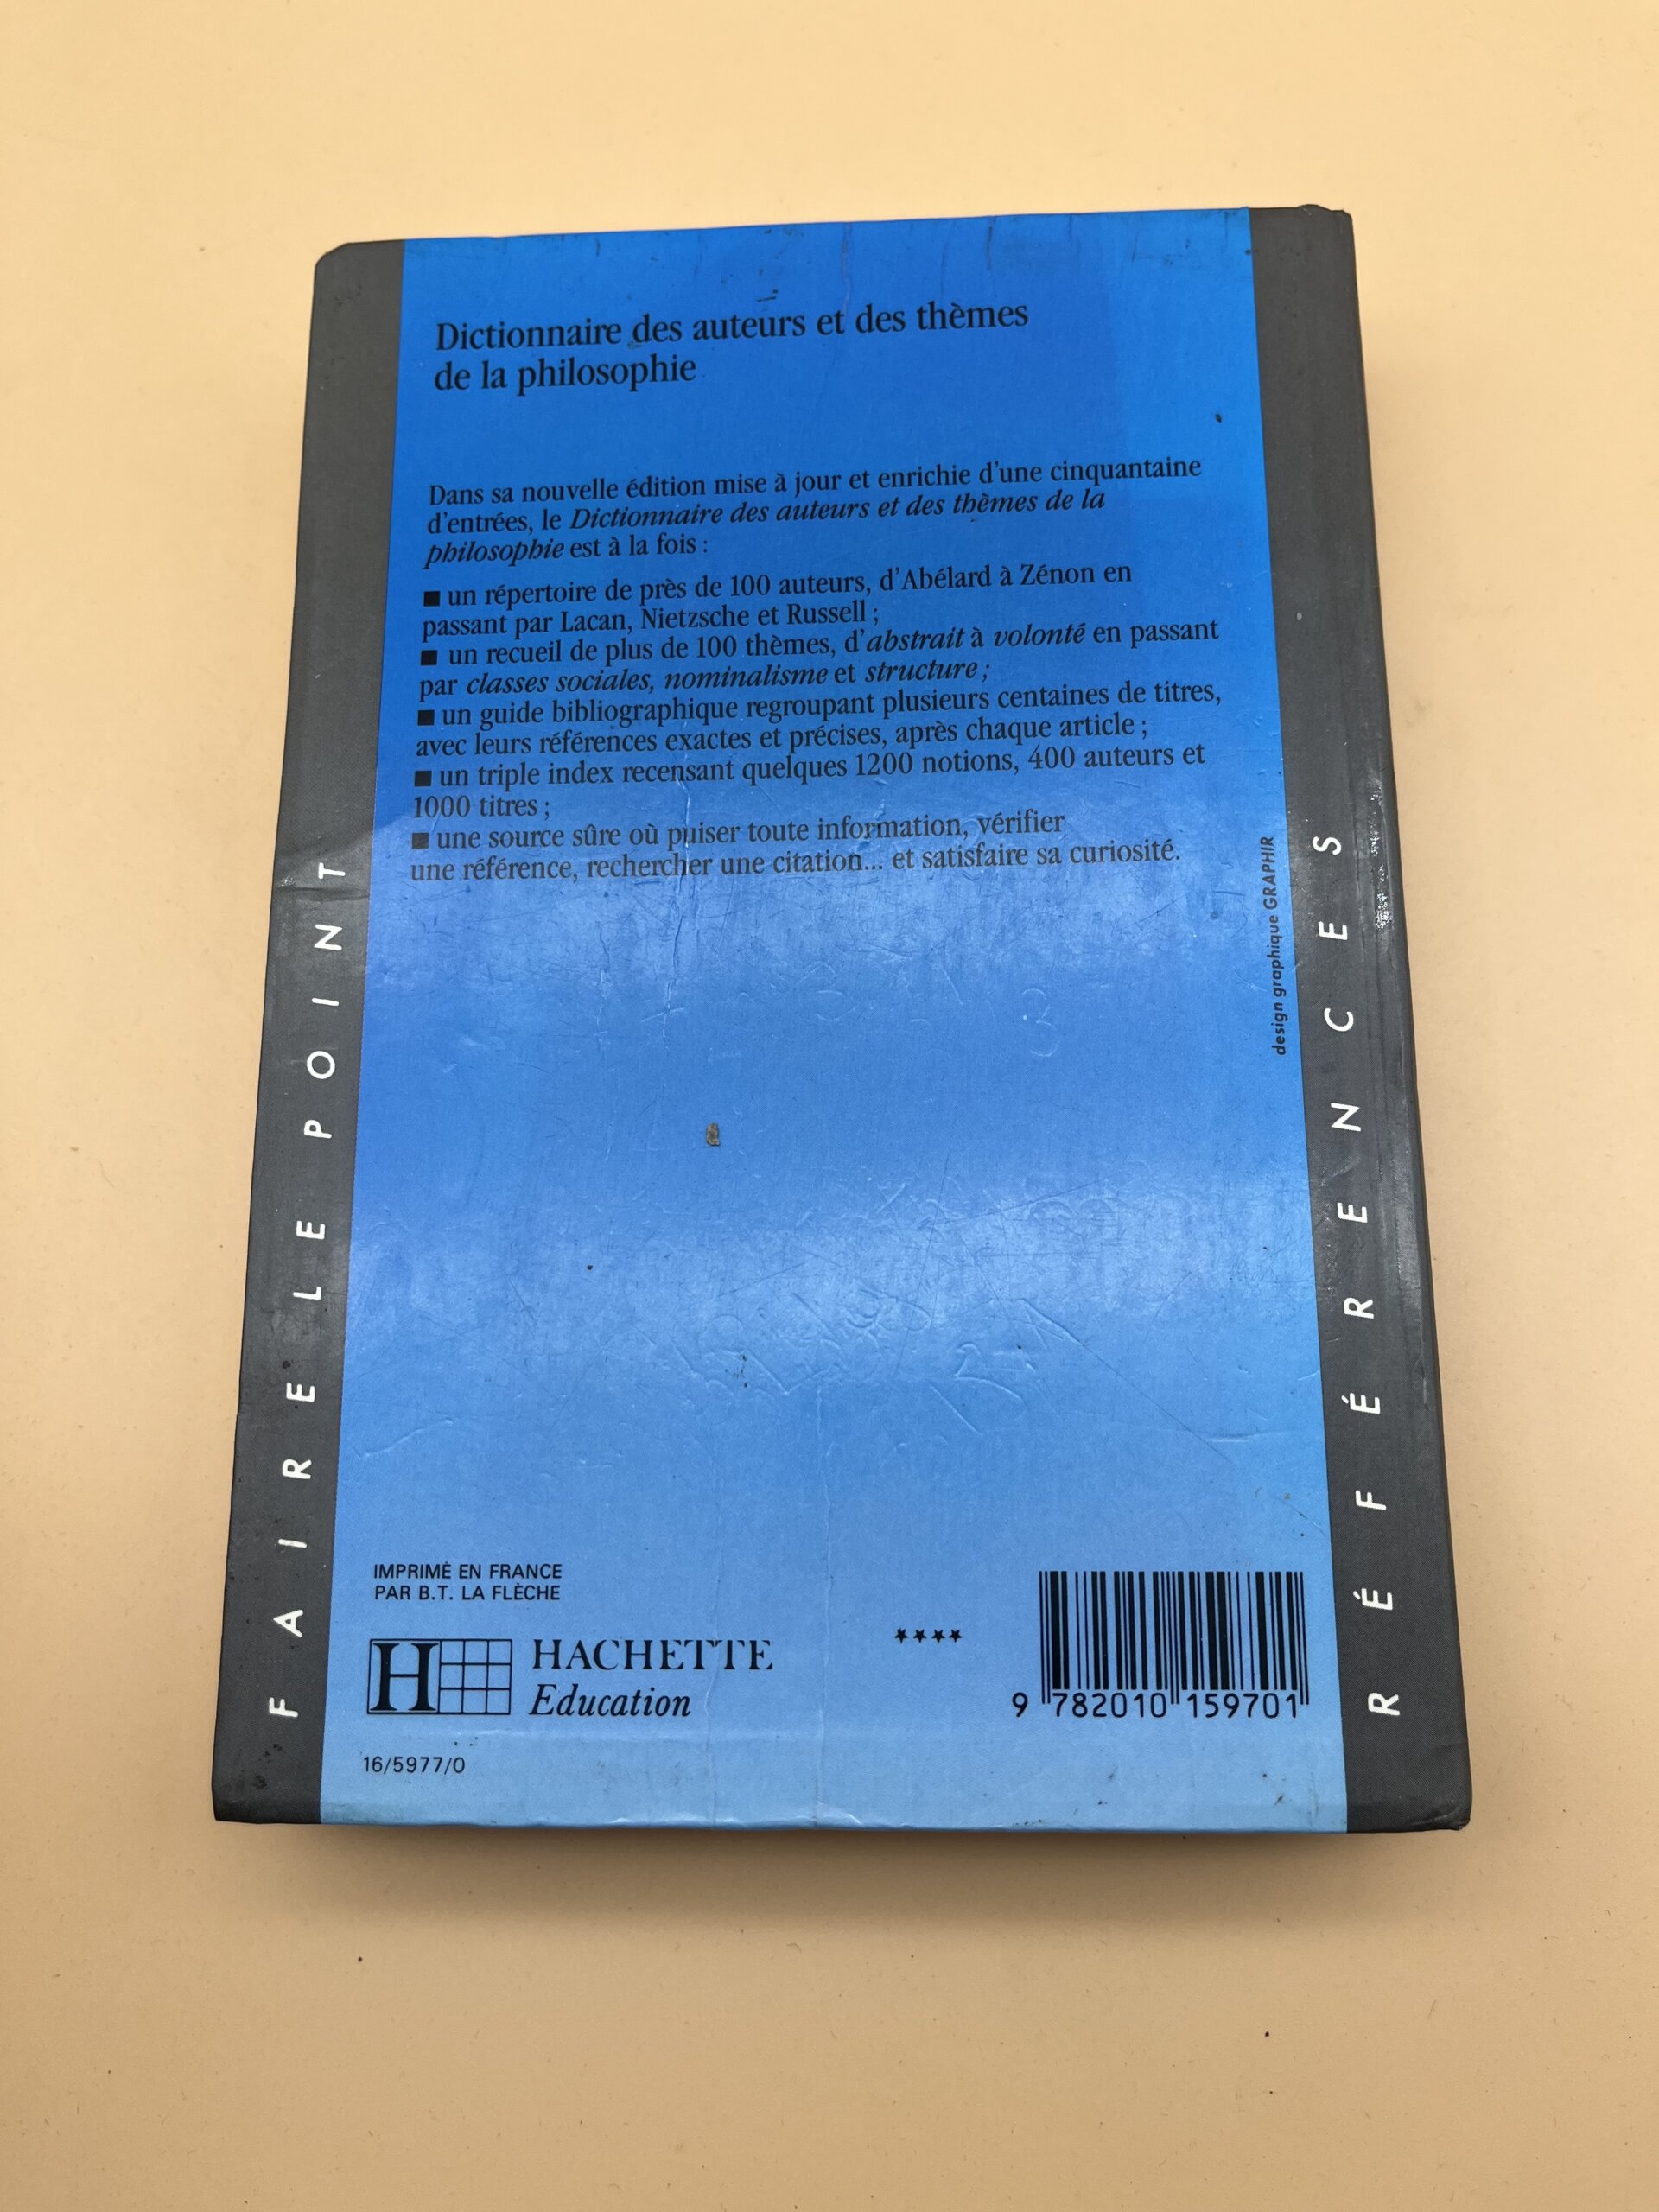 Dictionnaire des auteurs et des thèmes
de la philosophie
Dans sa nouvelle édition mise à jour et enrichie d'une cinquantaine
d'entrées, le Dictionnaire des auteurs et des thèmes de la
philosophie est à la fois :
■ un répertoire de près de 100 auteurs, d'Abélard à Zénon en
passant par Lacan, Nietzsche et Russell ;
■ un recueil de plus de 100 thèmes, d'abstrait à volonté en passant
par classes sociales, nominalisme et structure ;
■ un guide bibliographique regroupant plusieurs centaines de titres,
avec leurs références exactes et précises, après chaque article ;
■ un triple index recensant quelques 1200 notions, 400 auteurs et
1000 titres ;
■ une source sûre où puiser toute information, vérifier
une référence, rechercher une citation... et satisfaire sa curiosité.
FAIRE LE POINT
RÉFÉRENCES
design graphique GRAPHIR
IMPRIMÉ EN FRANCE
PAR B.T. LA FLÈCHE
H
HACHETTE
Education
★★★★
9 782010 159701
16/5977/0